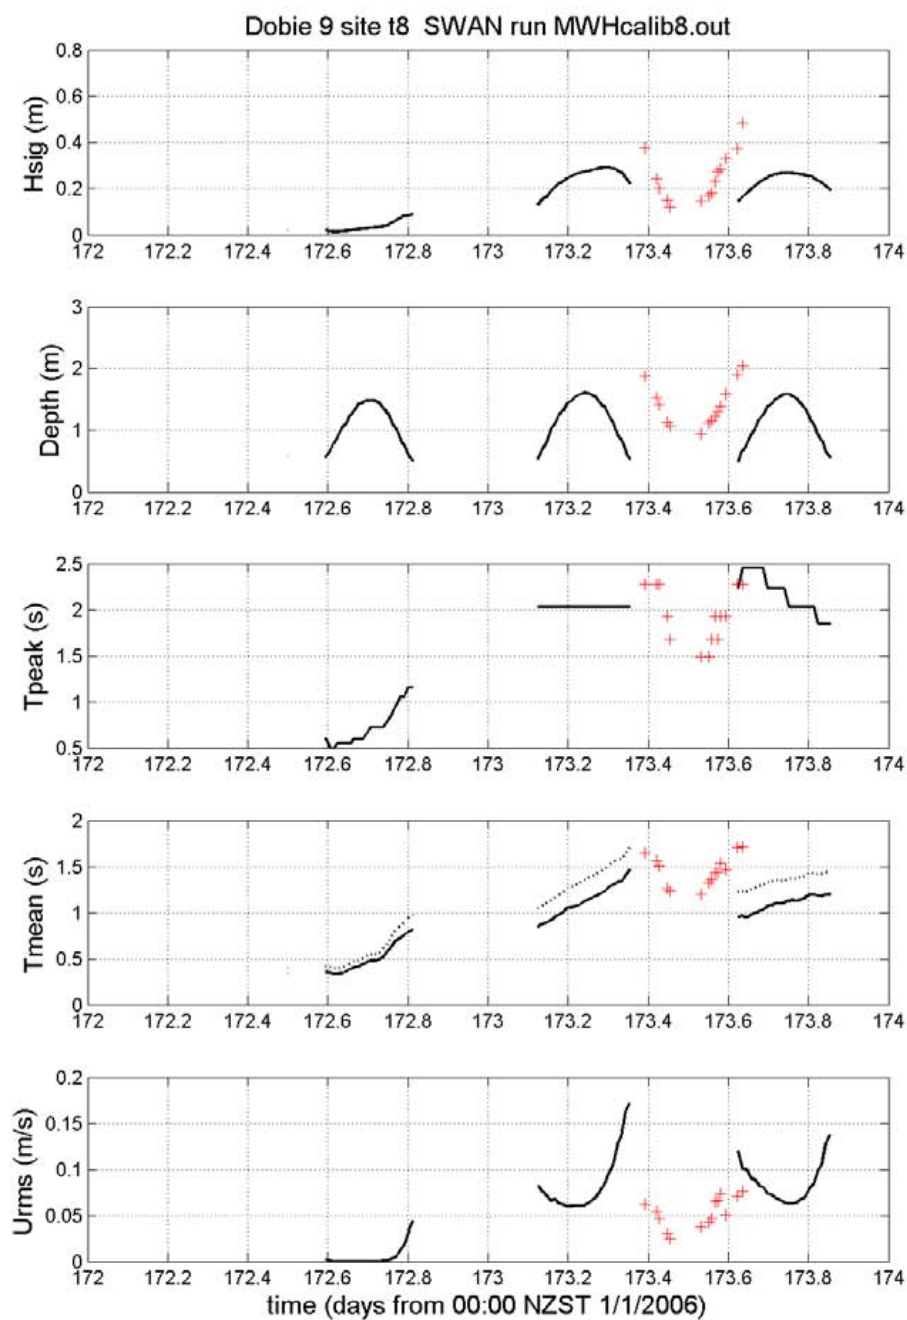 Dobie 9 site t8 SWAN run MWHcalib8.out
Hsig (m)
0.8
0.6
0.4
0.2
0
172 172.2 172.4 172.6 172.8 173 173.2 173.4 173.6 173.8 174
Depth (m)
3
2
1
0
172 172.2 172.4 172.6 172.8 173 173.2 173.4 173.6 173.8 174
Tpeak (s)
2.5
2
1.5
1
0.5
172 172.2 172.4 172.6 172.8 173 173.2 173.4 173.6 173.8 174
Tmean (s)
2
1.5
1
0.5
0
172 172.2 172.4 172.6 172.8 173 173.2 173.4 173.6 173.8 174
Urms (m/s)
0.2
0.15
0.1
0.05
0
172 172.2 172.4 172.6 172.8 173 173.2 173.4 173.6 173.8 174
time (days from 00:00 NZST 1/1/2006)